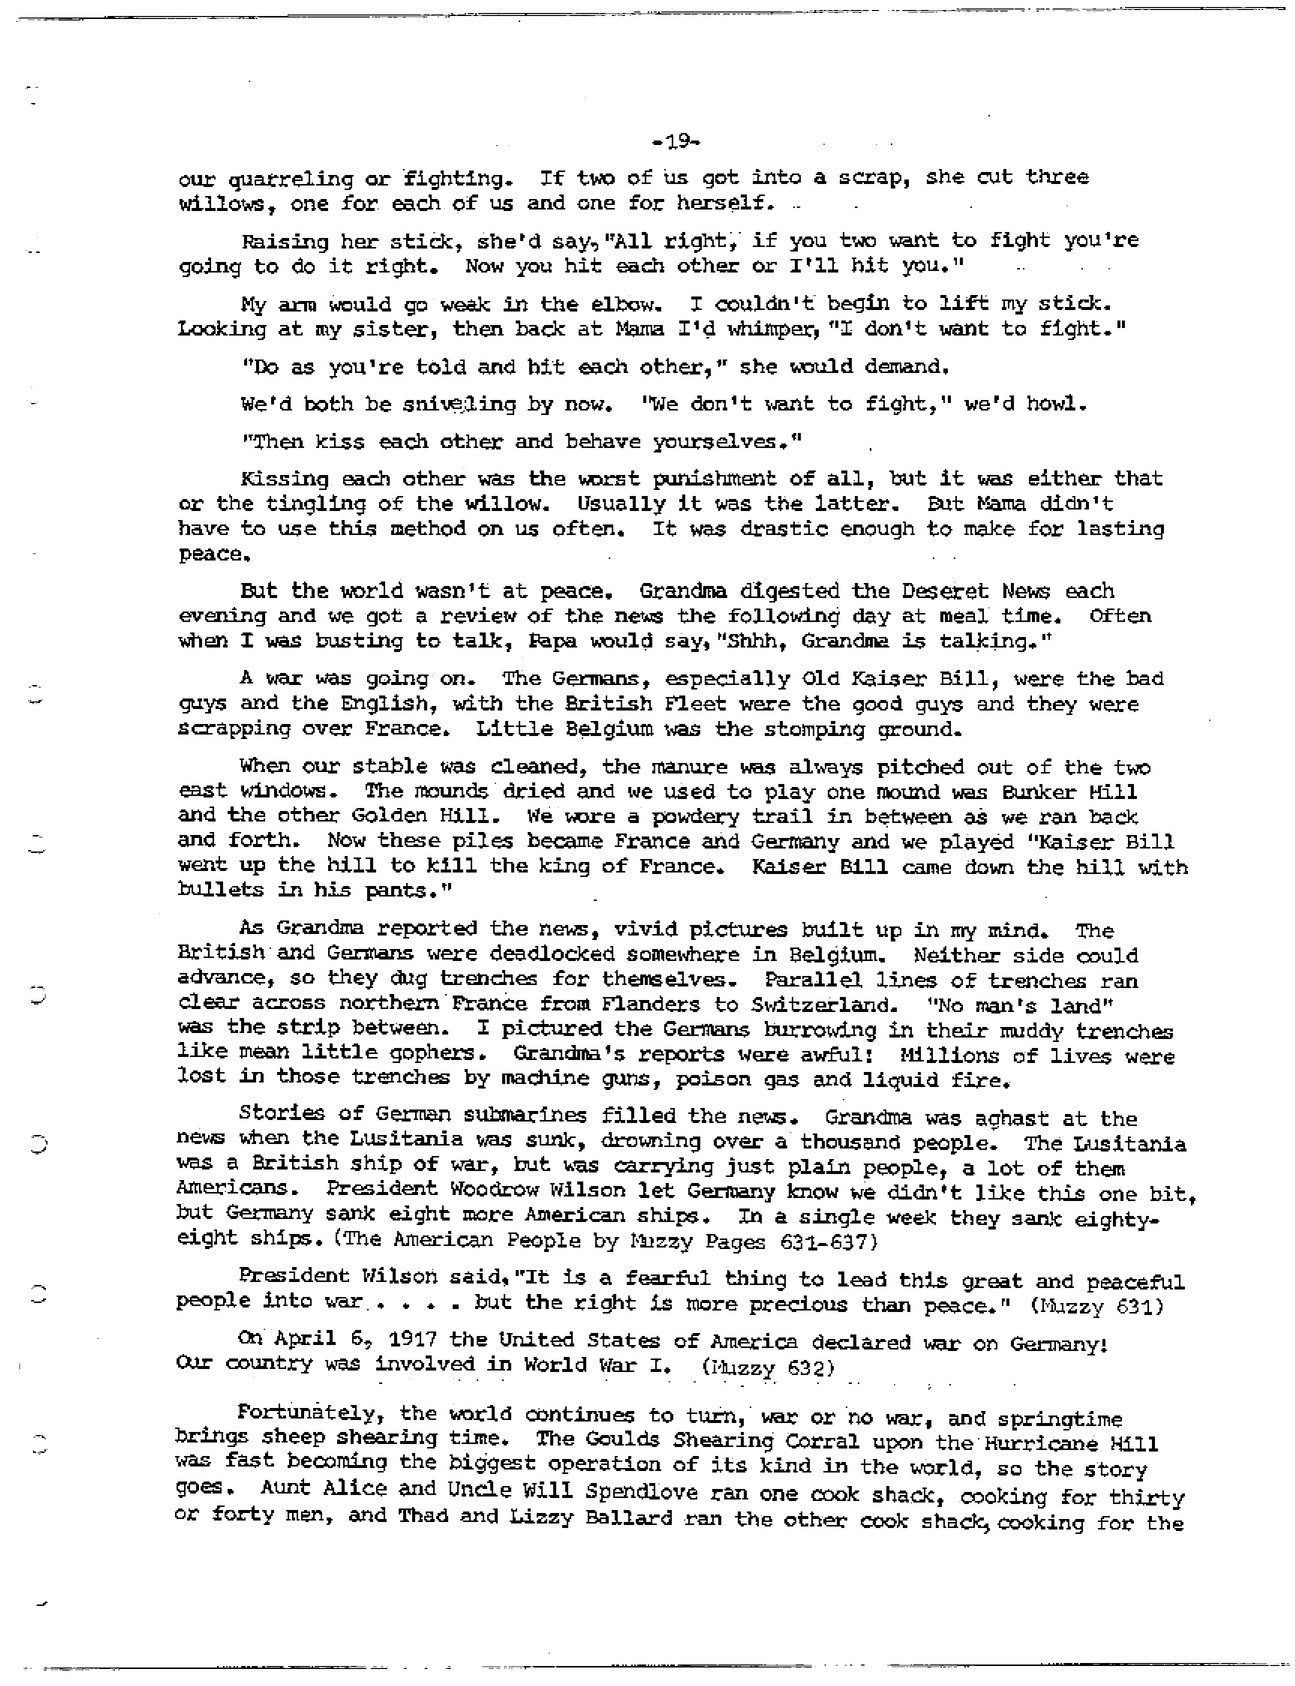 -19-
our quarreling or fighting. If two of us got into a scrap, she cut three
willows, one for each of us and one for herself.
Raising her stick, she'd say, "All right, if you two want to fight you're
going to do it right. Now you hit each other or I'll hit you."
My arm would go weak in the elbow. I couldn't begin to lift my stick.
Looking at my sister, then back at Mama I'd whimper, "I don't want to fight."
"Do as you're told and hit each other," she would demand.
We'd both be sniveling by now. "We don't want to fight," we'd howl.
"Then kiss each other and behave yourselves."
Kissing each other was the worst punishment of all, but it was either that
or the tingling of the willow. Usually it was the latter. But Mama didn't
have to use this method on us often. It was drastic enough to make for lasting
peace.
But the world wasn't at peace. Grandma digested the Deseret News each
evening and we got a review of the news the following day at meal time. Often
when I was busting to talk, Papa would say, "Shhh, Grandma is talking."
A war was going on. The Germans, especially Old Kaiser Bill, were the bad
guys and the English, with the British Fleet were the good guys and they were
scrapping over France. Little Belgium was the stomping ground.
When our stable was cleaned, the manure was always pitched out of the two
east windows. The mounds dried and we used to play one mound was Bunker Hill
and the other Golden Hill. We wore a powdery trail in between as we ran back
and forth. Now these piles became France and Germany and we played "Kaiser Bill
went up the hill to kill the king of France. Kaiser Bill came down the hill with
bullets in his pants."
As Grandma reported the news, vivid pictures built up in my mind. The
British and Germans were deadlocked somewhere in Belgium. Neither side could
advance, so they dug trenches for themselves. Parallel lines of trenches ran
clear across northern France from Flanders to Switzerland. "No man's land"
was the strip between. I pictured the Germans burrowing in their muddy trenches
like mean little gophers. Grandma's reports were awful! Millions of lives were
lost in those trenches by machine guns, poison gas and liquid fire.
Stories of German submarines filled the news. Grandma was aghast at the
news when the Lusitania was sunk, drowning over a thousand people. The Lusitania
was a British ship of war, but was carrying just plain people, a lot of them
Americans. President Woodrow Wilson let Germany know we didn't like this one bit,
but Germany sank eight more American ships. In a single week they sank eighty-
eight ships. (The American People by Muzzy Pages 631-637)
President Wilson said, "It is a fearful thing to lead this great and peaceful
people into war . . . . but the right is more precious than peace." (Muzzy 631)
On April 6, 1917 the United States of America declared war on Germany!
Our country was involved in World War I. (Muzzy 632)
Fortunately, the world continues to turn, war or no war, and springtime
brings sheep shearing time. The Goulds Shearing Corral upon the Hurricane Hill
was fast becoming the biggest operation of its kind in the world, so the story
goes. Aunt Alice and Uncle Will Spendlove ran one cook shack, cooking for thirty
or forty men, and Thad and Lizzy Ballard ran the other cook shack, cooking for the